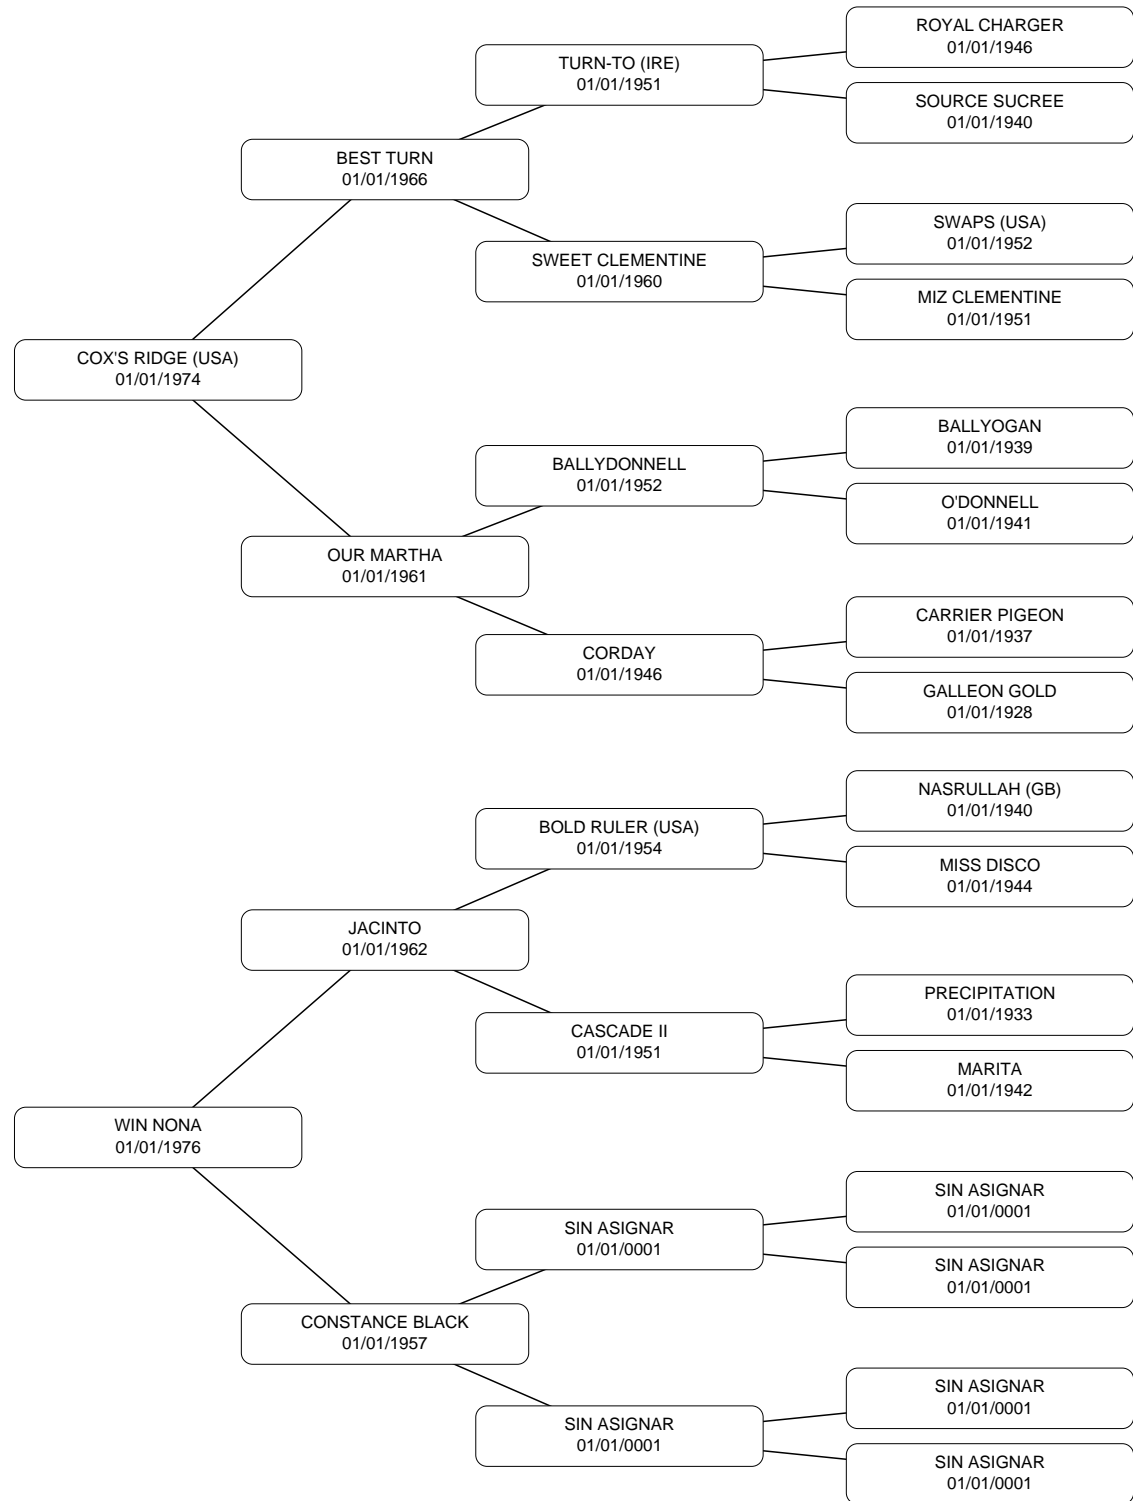 ROYAL CHARGER
01/01/1946
TURN-TO (IRE)
01/01/1951
SOURCE SUCREE
01/01/1940
BEST TURN
01/01/1966
SWAPS (USA)
01/01/1952
SWEET CLEMENTINE
01/01/1960
MIZ CLEMENTINE
01/01/1951
COX'S RIDGE (USA)
01/01/1974
BALLYOGAN
01/01/1939
BALLYDONNELL
01/01/1952
O'DONNELL
01/01/1941
OUR MARTHA
01/01/1961
CARRIER PIGEON
01/01/1937
CORDAY
01/01/1946
GALLEON GOLD
01/01/1928
NASRULLAH (GB)
01/01/1940
BOLD RULER (USA)
01/01/1954
MISS DISCO
01/01/1944
JACINTO
01/01/1962
PRECIPITATION
01/01/1933
CASCADE II
01/01/1951
MARITA
01/01/1942
WIN NONA
01/01/1976
SIN ASIGNAR
01/01/0001
SIN ASIGNAR
01/01/0001
SIN ASIGNAR
01/01/0001
CONSTANCE BLACK
01/01/1957
SIN ASIGNAR
01/01/0001
SIN ASIGNAR
01/01/0001
SIN ASIGNAR
01/01/0001